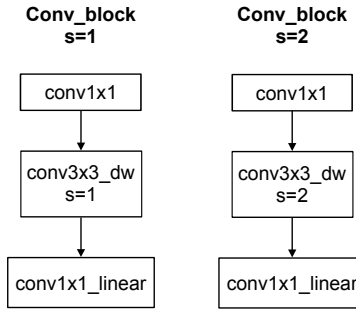 Conv_block
s=1
conv1x1
conv3x3_dw
s=1
conv1x1_linear
Conv_block
s=2
conv1x1
conv3x3_dw
s=2
conv1x1_linear